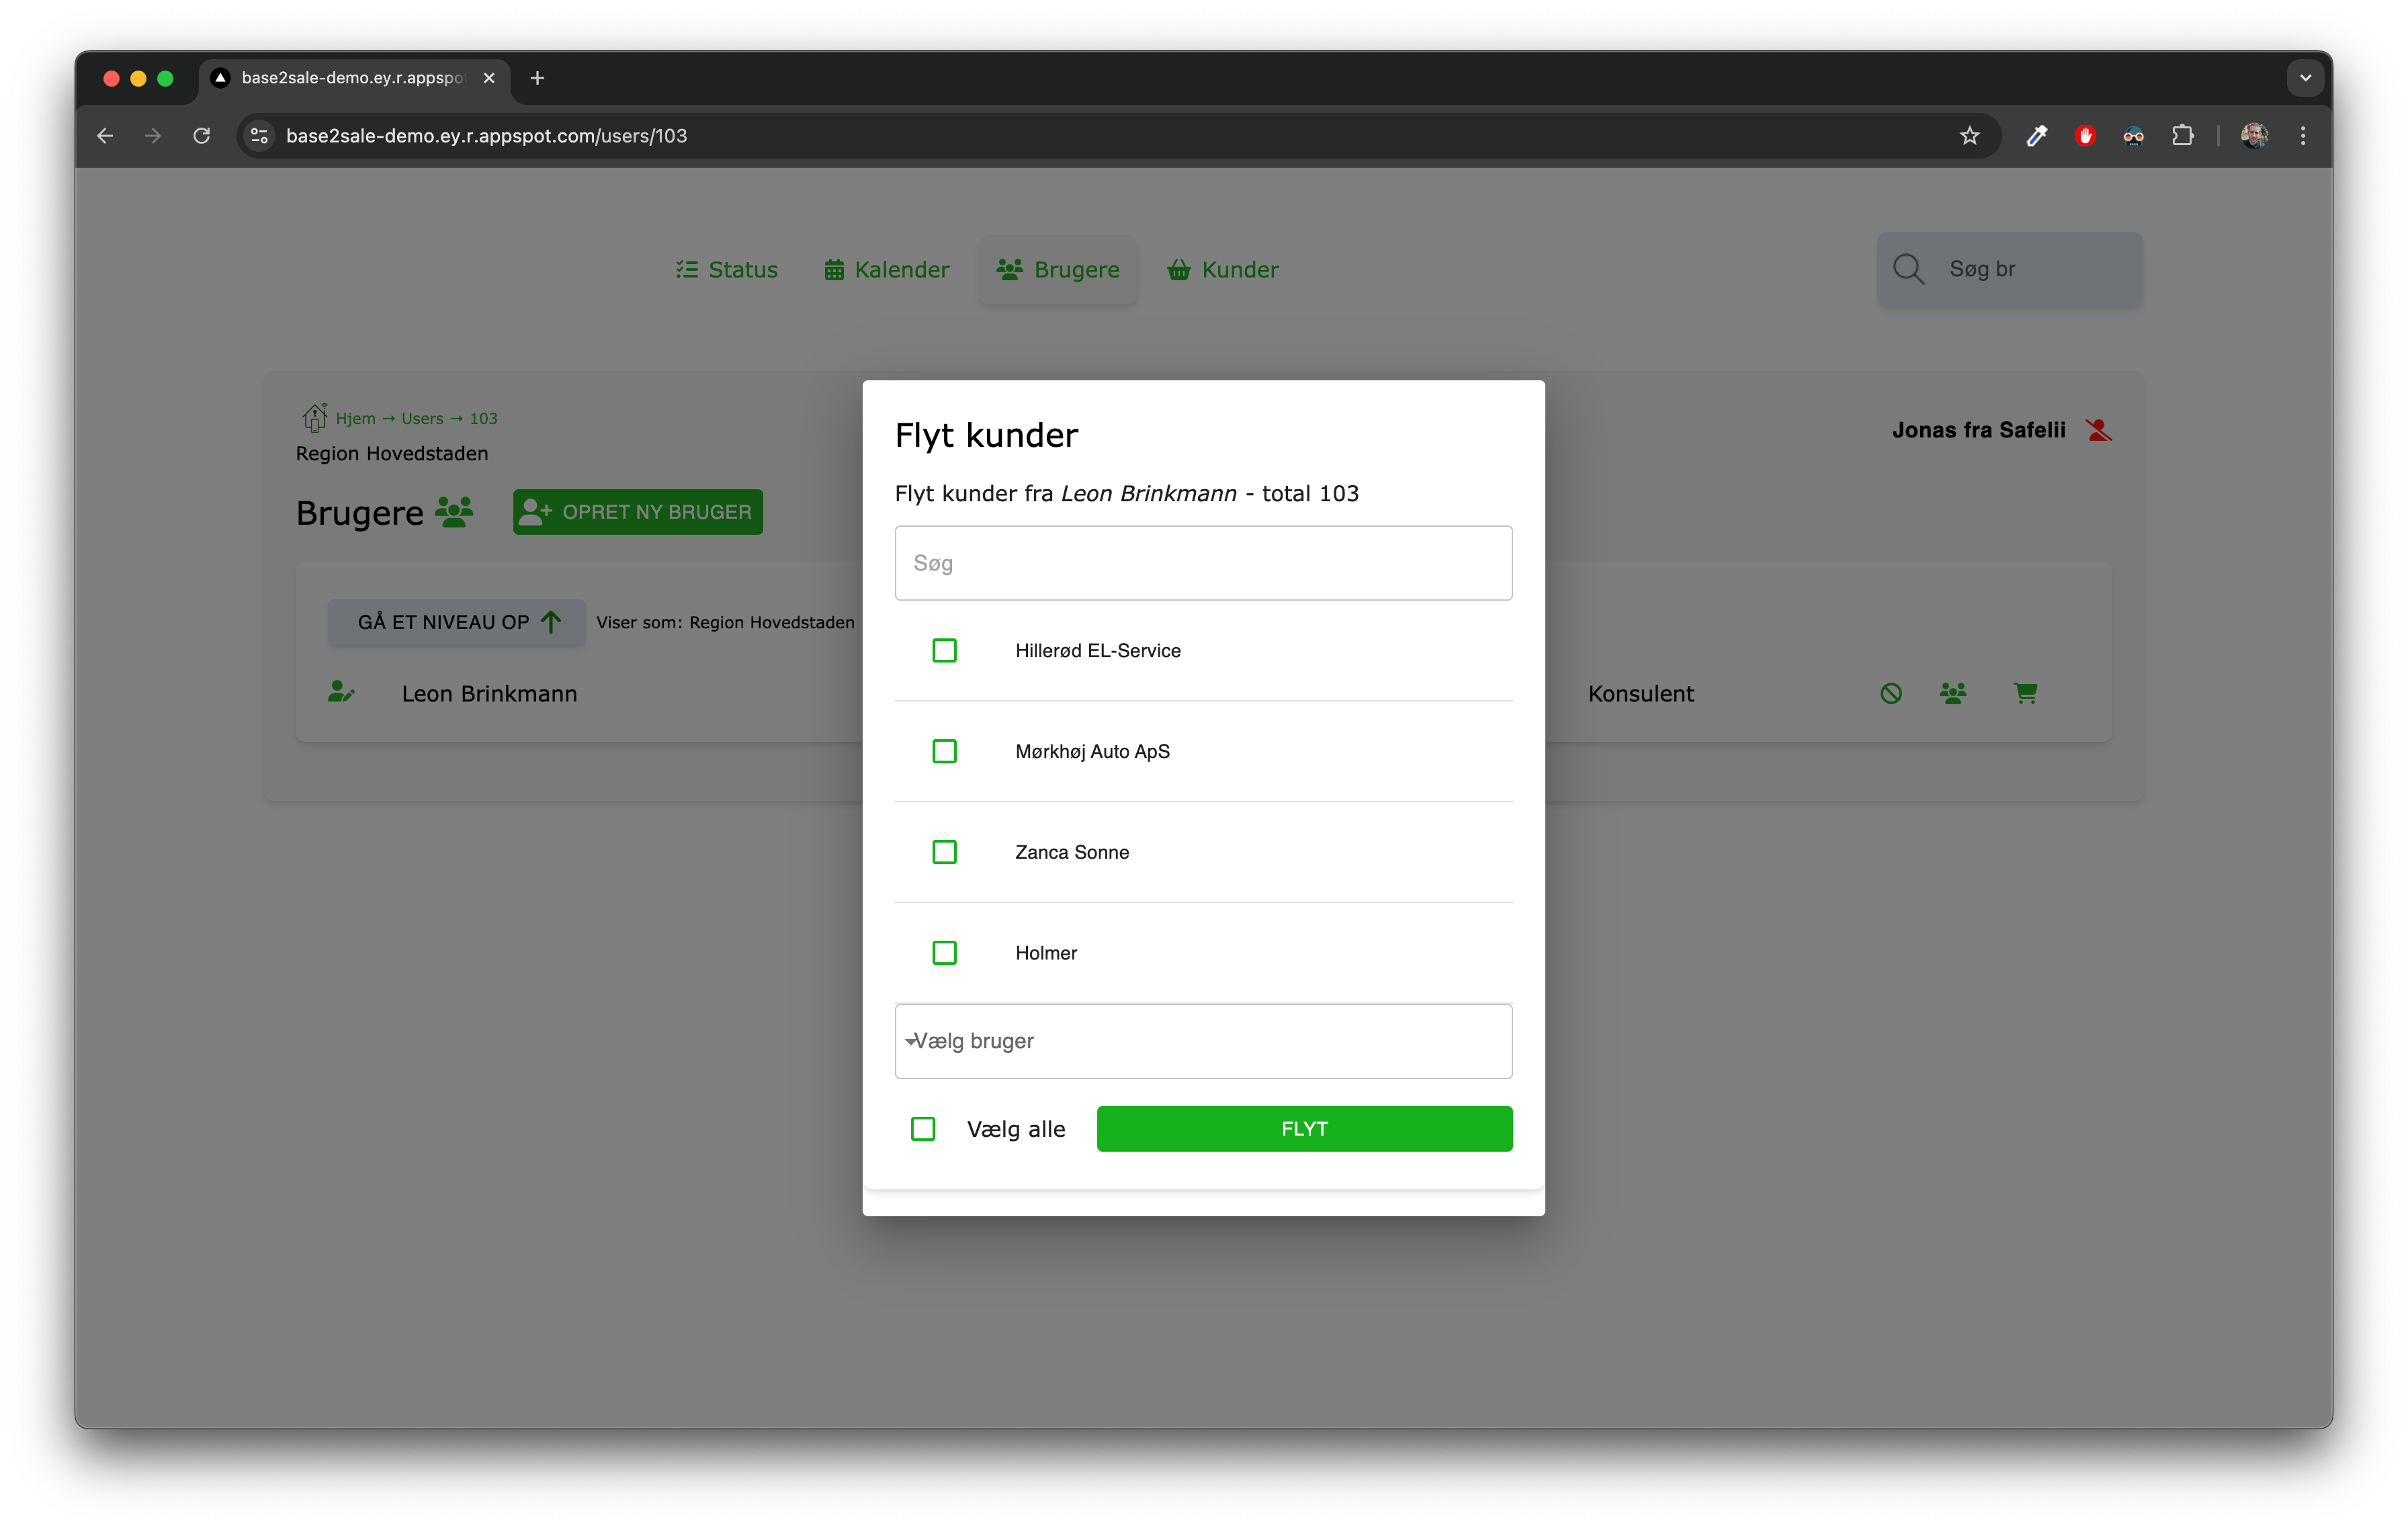 base2sale-demo.ey.r.appspo
base2sale-demo.ey.r.appspot.com/users/103
Status
Kalender
Brugere
Kunder
Søg br
Hjem → Users → 103
Region Hovedstaden
Jonas fra Safelii
Brugere
OPRET NY BRUGER
GÅ ET NIVEAU OP
Viser som: Region Hovedstaden
Leon Brinkmann
Konsulent
Flyt kunder
Flyt kunder fra Leon Brinkmann - total 103
Søg
Hillerød EL-Service
Mørkhøj Auto ApS
Zanca Sonne
Holmer
Vælg bruger
Vælg alle
FLYT